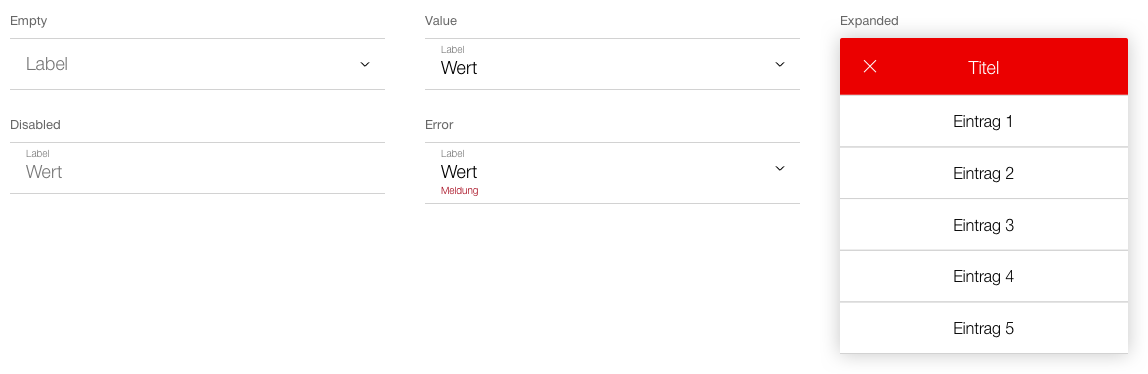 Empty
Label
Value
Label
Wert
Expanded
Titel
Eintrag 1
Eintrag 2
Eintrag 3
Eintrag 4
Eintrag 5
Disabled
Label
Wert
Error
Label
Wert
Meldung